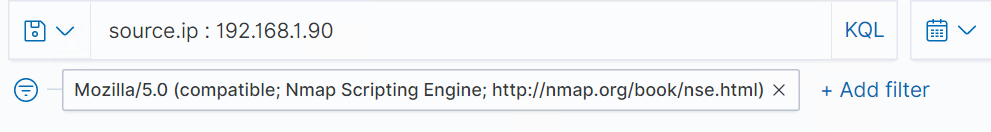 source.ip : 192.168.1.90 KQL
Mozilla/5.0 (compatible; Nmap Scripting Engine; http://nmap.org/book/nse.html) × + Add filter